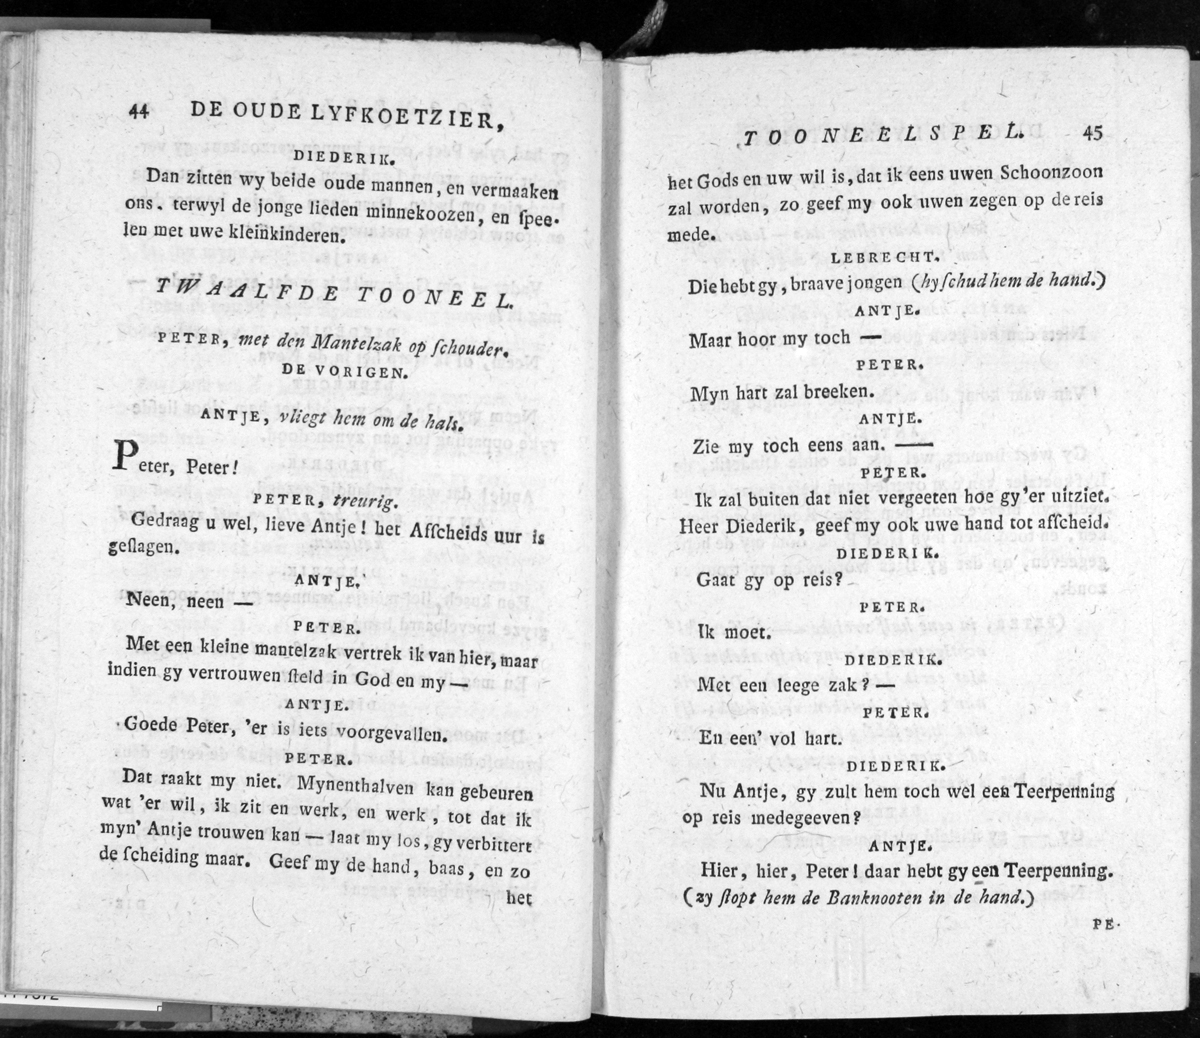 44 DE OUDE LYFKOETZIER,
DIEDERIK.
Dan zitten wy beide oude mannen, en vermaaken
ons, terwyl de jonge lieden minnekoozen, en ſpee-
len met uwe kleinkinderen.
TWAALFDE TOONEEL.
PETER, met den Mantelzak op ſchouder.
DE VORIGEN.
ANTJE, vliegt hem om de hals.
Peter, Peter!
PETER, treurig.
Gedraag u wel, lieve Antje! het Afſcheids uur is
geſlagen.
ANTJE.
Neen, neen —
PETER.
Met een kleine mantelzak vertrek ik van hier, maar
indien gy vertrouwen ſteld in God en my —
ANTJE.
Goede Peter, 'er is iets voorgevallen.
PETER.
Dat raakt my niet. Mynenthalven kan gebeuren
wat 'er wil, ik zit en werk, en werk, tot dat ik
myn' Antje trouwen kan — laat my los, gy verbittert
de ſcheiding maar. Geef my de hand, baas, en zo
het
TOONEELSPEL. 45
het Gods en uw wil is, dat ik eens uwen Schoonzoon
zal worden, zo geef my ook uwen zegen op de reis
mede.
LEBRECHT.
Die hebt gy, braave jongen (hy ſchud hem de hand.)
ANTJE.
Maar hoor my toch —
PETER.
Myn hart zal breeken.
ANTJE.
Zie my toch eens aan. ——
PETER.
Ik zal buiten dat niet vergeeten hoe gy 'er uitziet.
Heer Diederik, geef my ook uwe hand tot afſcheid.
DIEDERIK.
Gaat gy op reis?
PETER.
Ik moet.
DIEDERIK.
Met een leege zak? —
PETER.
En een' vol hart.
DIEDERIK.
Nu Antje, gy zult hem toch wel een Teerpenning
op reis medegeeven?
ANTJE.
Hier, hier, Peter! daar hebt gy een Teerpenning.
(zy ſtopt hem de Banknooten in de hand.)
PE-